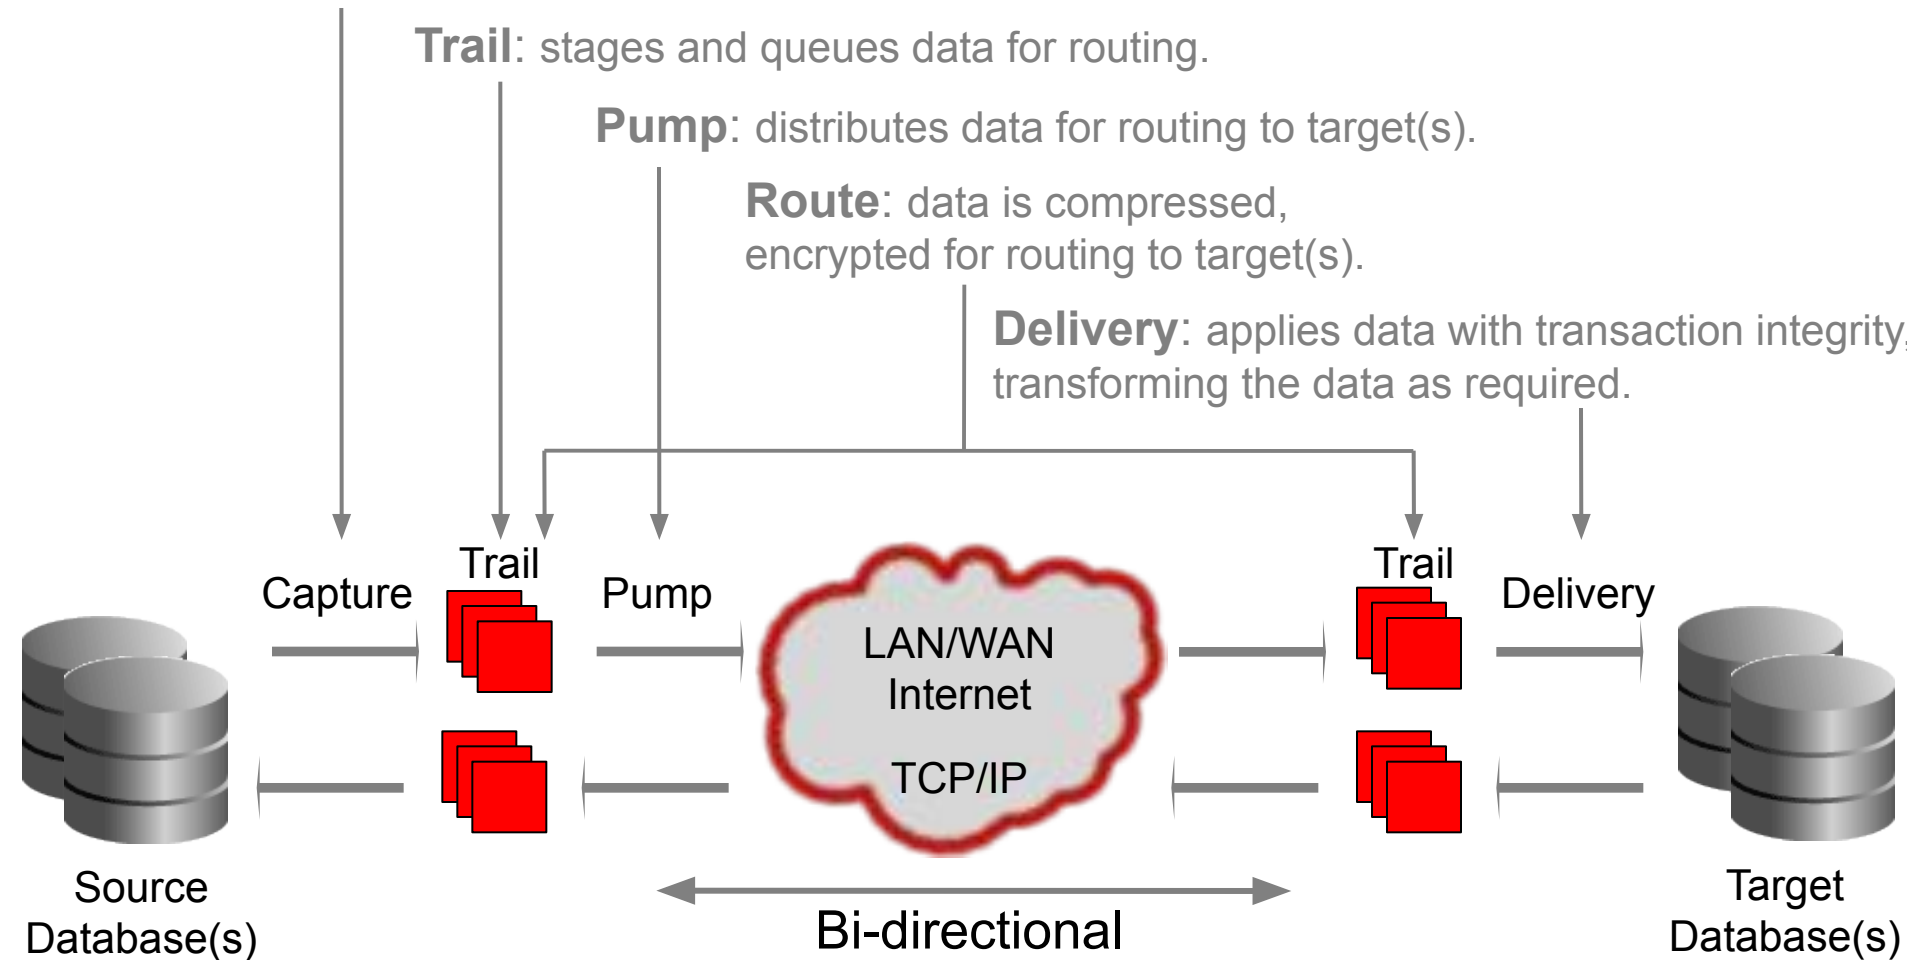 Trail: stages and queues data for routing.
Pump: distributes data for routing to target(s).
Route: data is compressed,
encrypted for routing to target(s).
Delivery: applies data with transaction integrity,
transforming the data as required.
Capture
Trail
Pump
LAN/WAN
Internet
TCP/IP
Trail
Delivery
Source
Database(s)
Bi-directional
Target
Database(s)